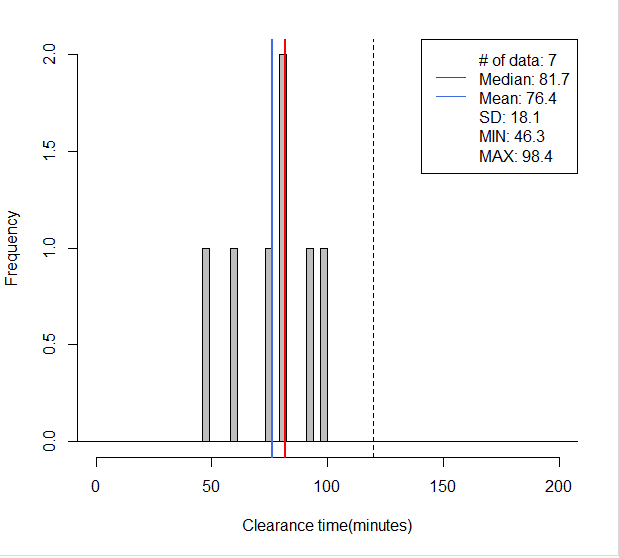 # of data: 7
Median: 81.7
Mean: 76.4
SD: 18.1
MIN: 46.3
MAX: 98.4
Frequency
2.0
1.5
1.0
0.5
0.0
0 50 100 150 200
Clearance time(minutes)